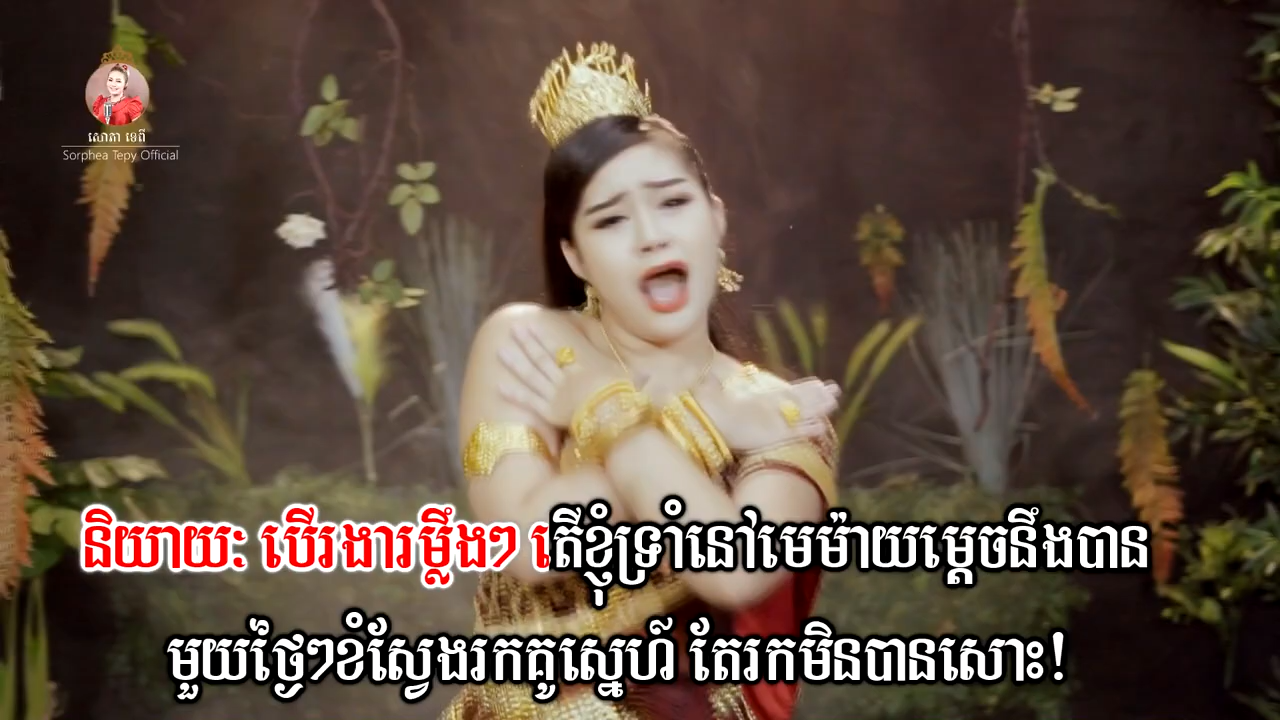 សោភា ទេពី
Sorphea Tepy Official
និយាយ: បើរងារម្លឹងៗ តើខ្ញុំទ្រាំនៅមេម៉ាយម្ដេចនឹងបាន
មួយថ្ងៃៗខំស្វែងរកគូស្នេហ៍ តែរកមិនបានសោះ!